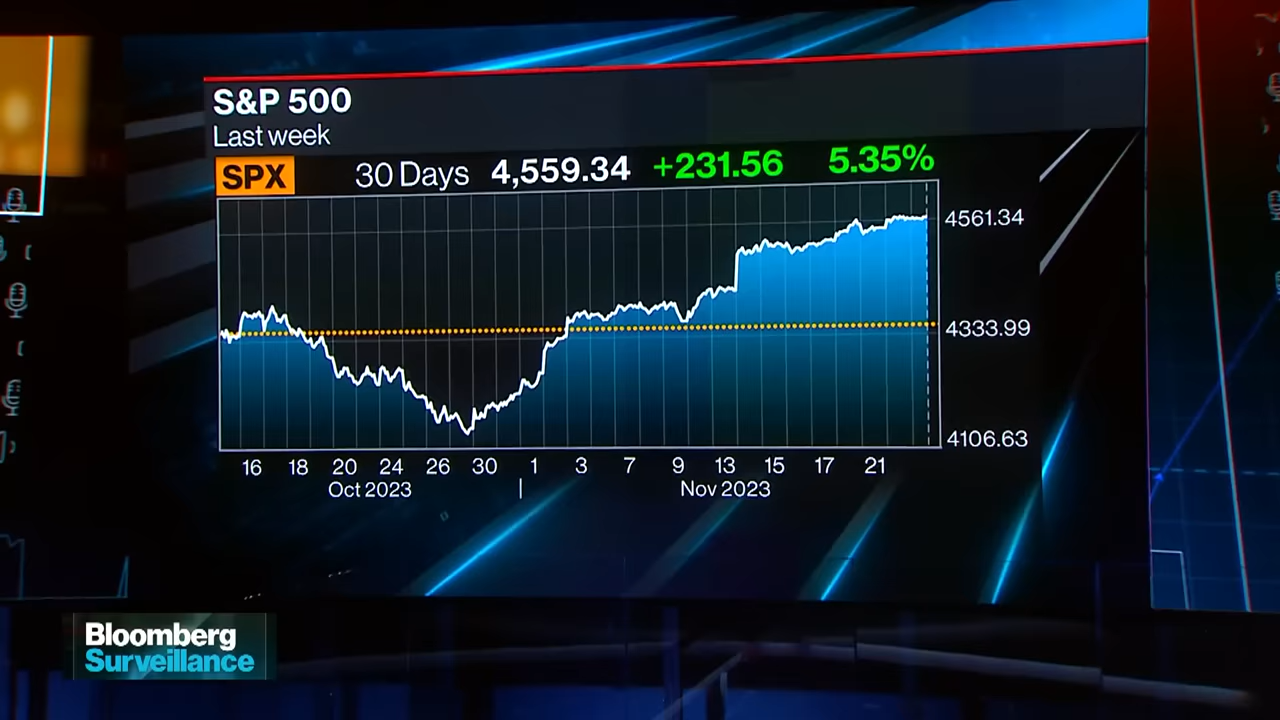 S&P 500
Last week
SPX 30 Days 4,559.34 +231.56 5.35%
4561.34
4333.99
4106.63
16 18 20 24 26 30 1 3 7 9 13 15 17 21
Oct 2023 | Nov 2023
Bloomberg
Surveillance